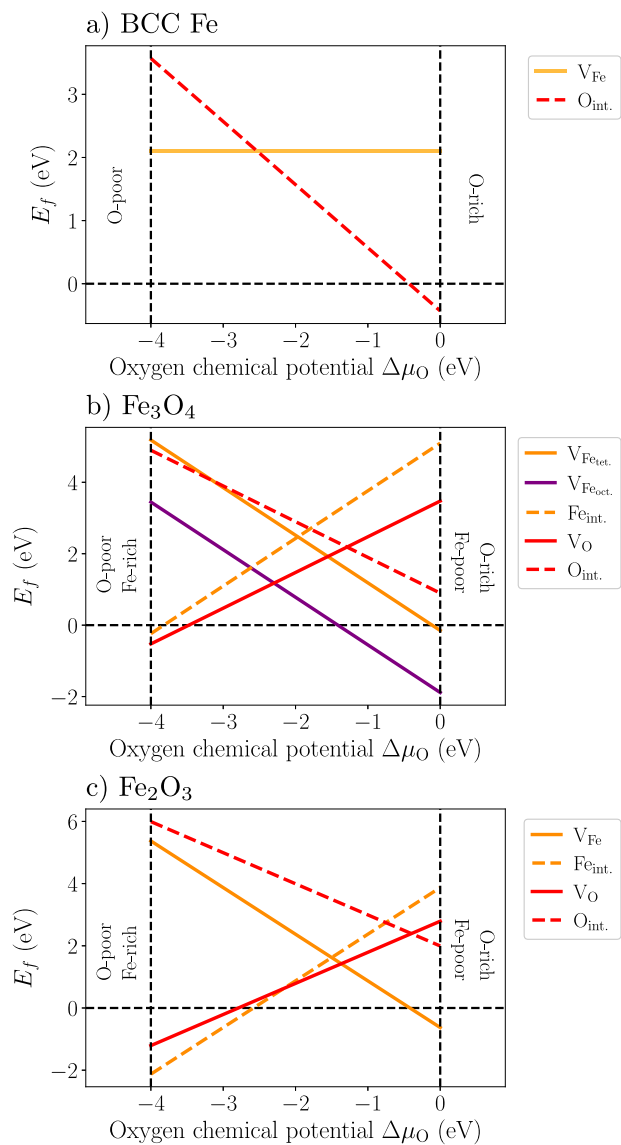 a) BCC Fe
3
2
1
0
E_f (eV)
O-poor
O-rich
V_Fe
O_int.
−4 −3 −2 −1 0
Oxygen chemical potential Δμ_O (eV)
b) Fe₃O₄
4
2
0
−2
E_f (eV)
O-poor
Fe-rich
Fe-poor
O-rich
V_Fe_tet.
V_Fe_oct.
Fe_int.
V_O
O_int.
−4 −3 −2 −1 0
Oxygen chemical potential Δμ_O (eV)
c) Fe₂O₃
6
4
2
0
−2
E_f (eV)
O-poor
Fe-rich
Fe-poor
O-rich
V_Fe
Fe_int.
V_O
O_int.
−4 −3 −2 −1 0
Oxygen chemical potential Δμ_O (eV)